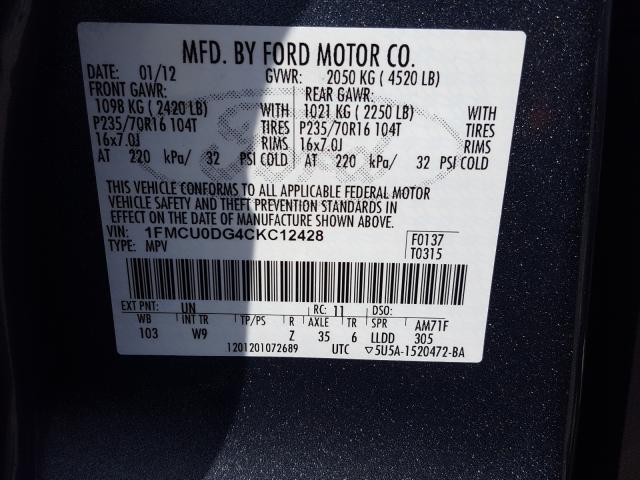 MFD. BY FORD MOTOR CO.
DATE: 01/12 GVWR: 2050 KG ( 4520 LB)
FRONT GAWR: REAR GAWR:
1098 KG ( 2420 LB) WITH 1021 KG ( 2250 LB) WITH
P235/70R16 104T TIRES P235/70R16 104T TIRES
16x7.0J RIMS 16x7.0J RIMS
AT 220 kPa/ 32 PSI COLD AT 220 kPa/ 32 PSI COLD
THIS VEHICLE CONFORMS TO ALL APPLICABLE FEDERAL MOTOR
VEHICLE SAFETY AND THEFT PREVENTION STANDARDS IN
EFFECT ON THE DATE OF MANUFACTURE SHOWN ABOVE.
VIN: 1FMCU0DG4CKC12428 F0137
TYPE: MPV T0315
EXT PNT: UN RC: 11 DSO:
WB INT TR TP/PS R AXLE TR SPR AM71F
103 W9 Z 35 6 LLDD 305
1201201072689 UTC ▽5U5A-1520472-BA